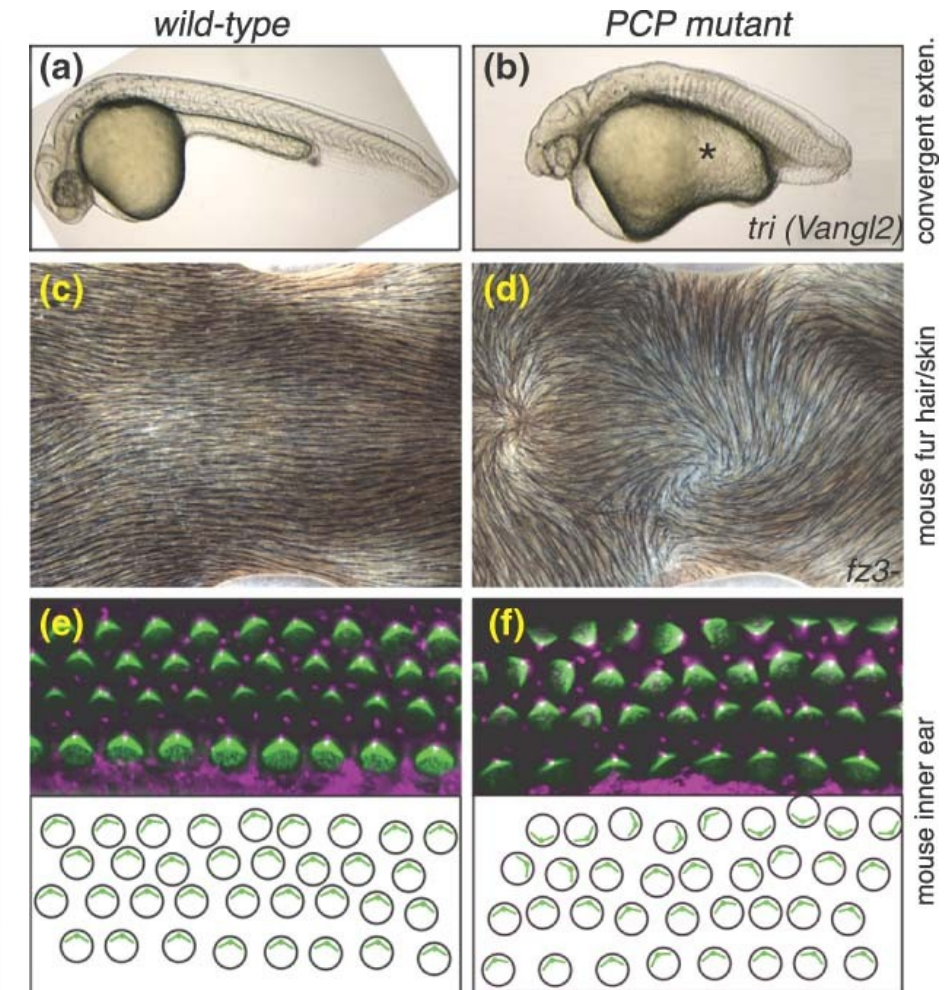 wild-type
PCP mutant
(a)
(b)
*
tri (Vangl2)
convergent exten.
(c)
(d)
fz3-
mouse fur hair/skin
(e)
(f)
mouse inner ear